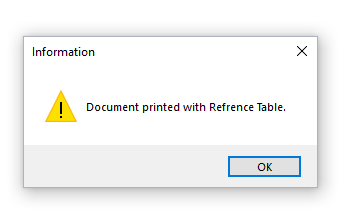 Information
Document printed with Refrence Table.
OK